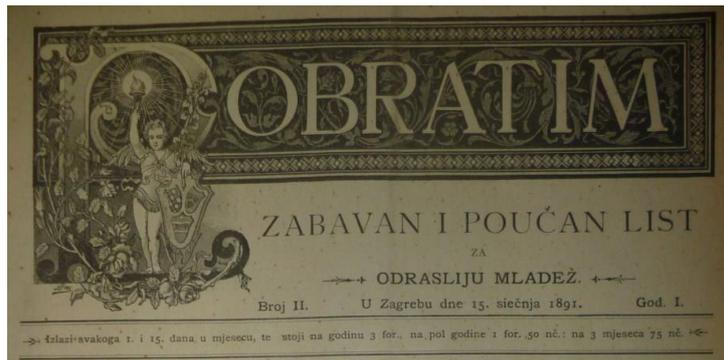 POBRATIM
ZABAVAN I POUČAN LIST
ZA
ODRASLIJU MLADEŽ.
Broj II. U Zagrebu dne 15. siečnja 1891. God. I.
Izlazi svakoga 1. i 15. dana u mjesecu, te stoji na godinu 3 for., na pol godine 1 for. 50 nč.: na 3 mjeseca 75 nč.